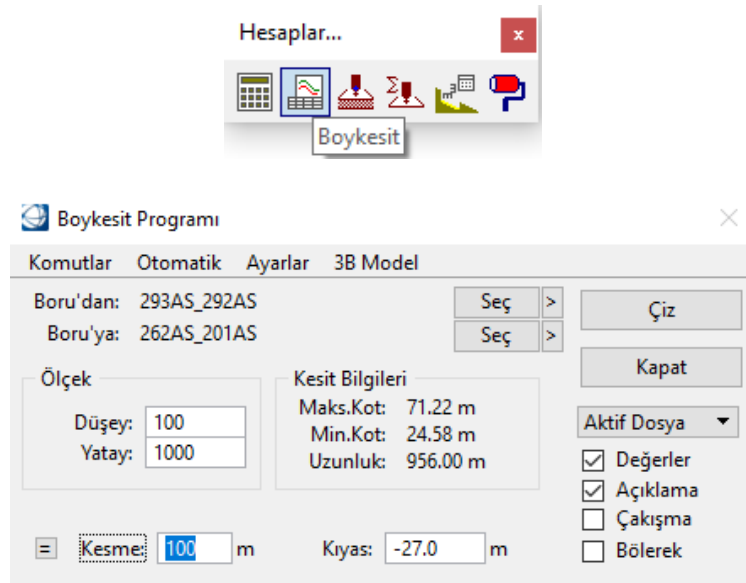 Hesaplar...
x
Boykesit
Boykesit Programı
Komutlar Otomatik Ayarlar 3B Model
Boru'dan: 293AS_292AS Seç > Çiz
Boru'ya: 262AS_201AS Seç >
Kapat
Ölçek Kesit Bilgileri
Düşey: 100 Maks.Kot: 71.22 m Aktif Dosya
Yatay: 1000 Min.Kot: 24.58 m
Uzunluk: 956.00 m Değerler
Açıklama
Çakışma
= Kesme: 100 m Kıyas: -27.0 m Bölerek